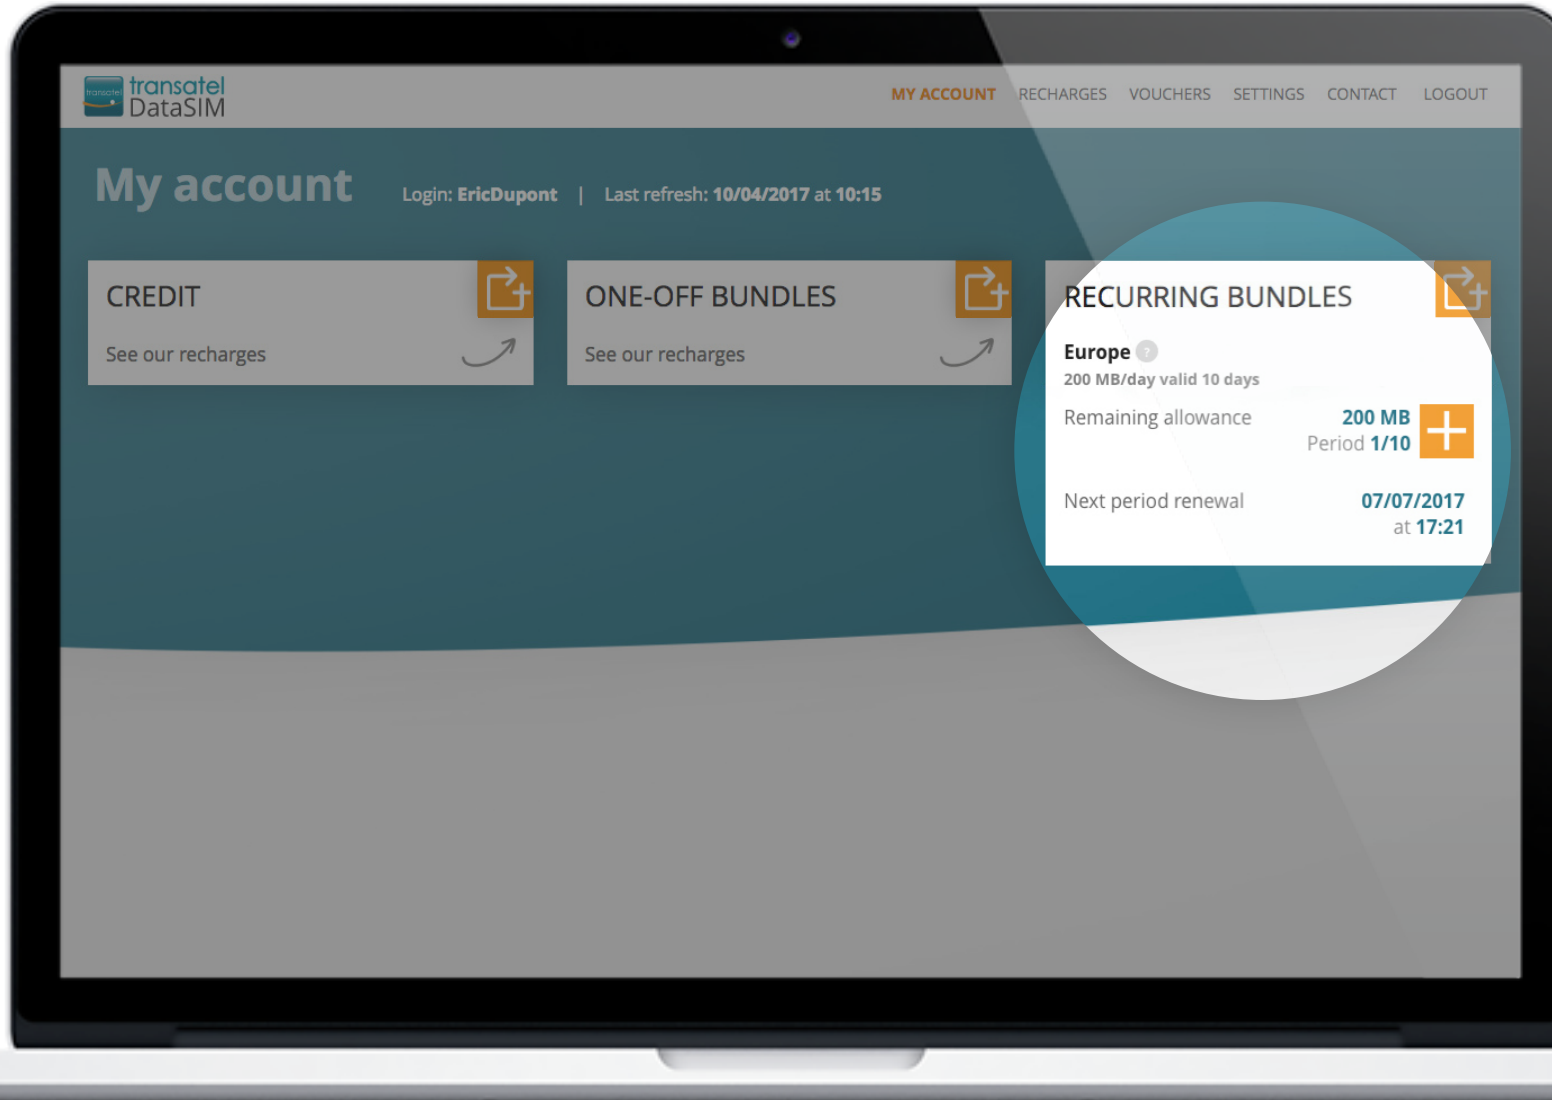 transatel
transatel
DataSIM
MY ACCOUNT RECHARGES VOUCHERS SETTINGS CONTACT LOGOUT
My account
Login: EricDupont | Last refresh: 10/04/2017 at 10:15
CREDIT
See our recharges
ONE-OFF BUNDLES
See our recharges
RECURRING BUNDLES
Europe ?
200 MB/day valid 10 days
Remaining allowance 200 MB
Period 1/10
Next period renewal 07/07/2017
at 17:21